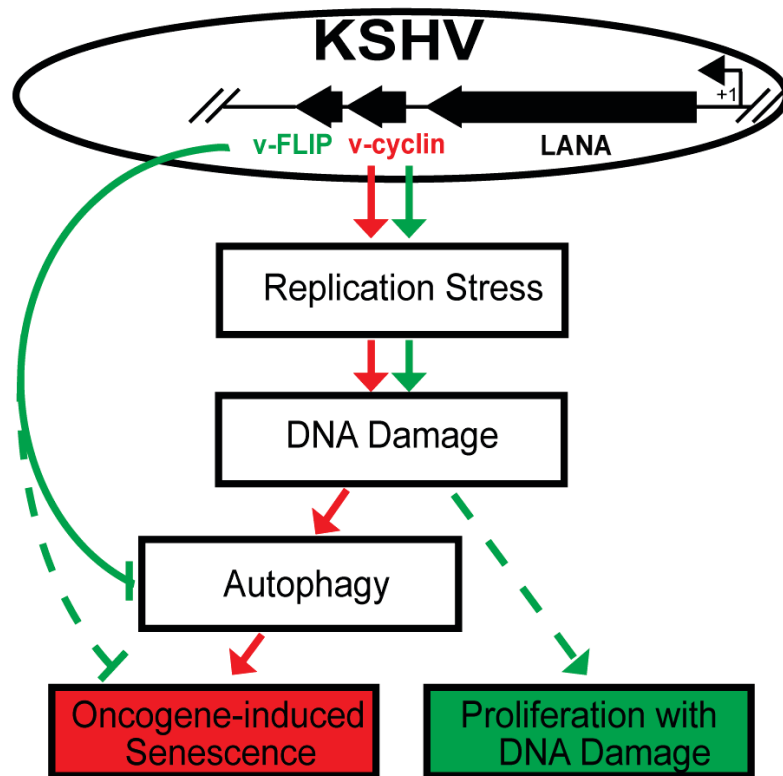 KSHV
+1
v-FLIP v-cyclin LANA
Replication Stress
DNA Damage
Autophagy
Oncogene-induced
Senescence
Proliferation with
DNA Damage